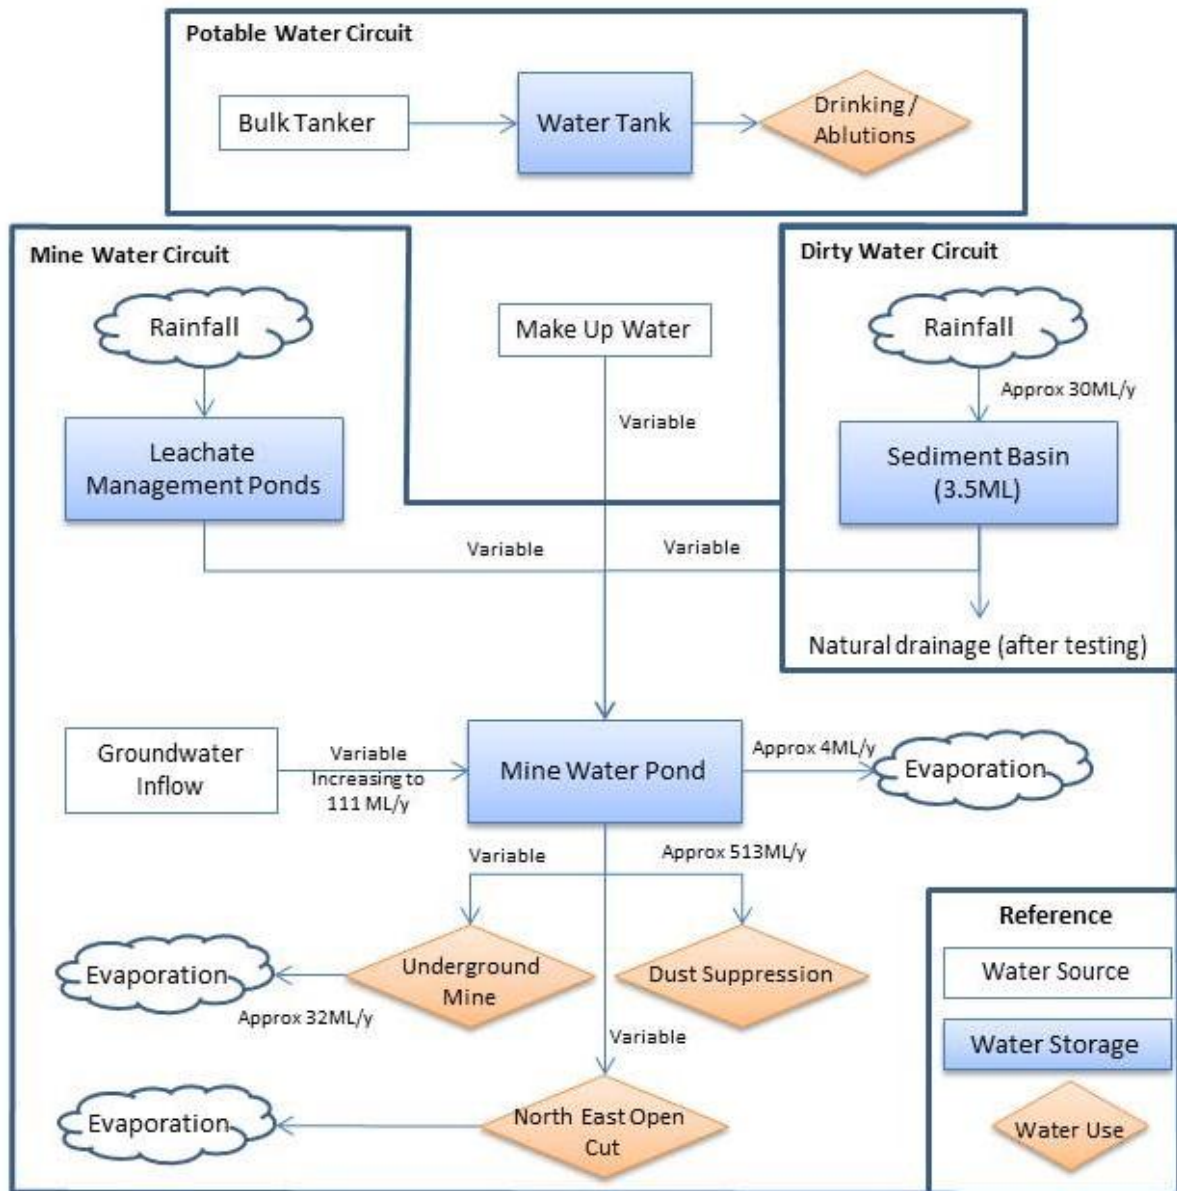 Potable Water Circuit
Bulk Tanker
Water Tank
Drinking/
Ablutions
Mine Water Circuit
Dirty Water Circuit
Rainfall
Make Up Water
Rainfall
Approx 30ML/y
Variable
Leachate
Management Ponds
Sediment Basin
(3.5ML)
Variable
Variable
Natural drainage (after testing)
Groundwater
Inflow
Variable
Increasing to
111 ML/y
Mine Water Pond
Approx 4ML/y
Evaporation
Variable
Approx 513ML/y
Evaporation
Approx 32ML/y
Underground
Mine
Dust Suppression
Variable
Evaporation
North East Open
Cut
Reference
Water Source
Water Storage
Water Use